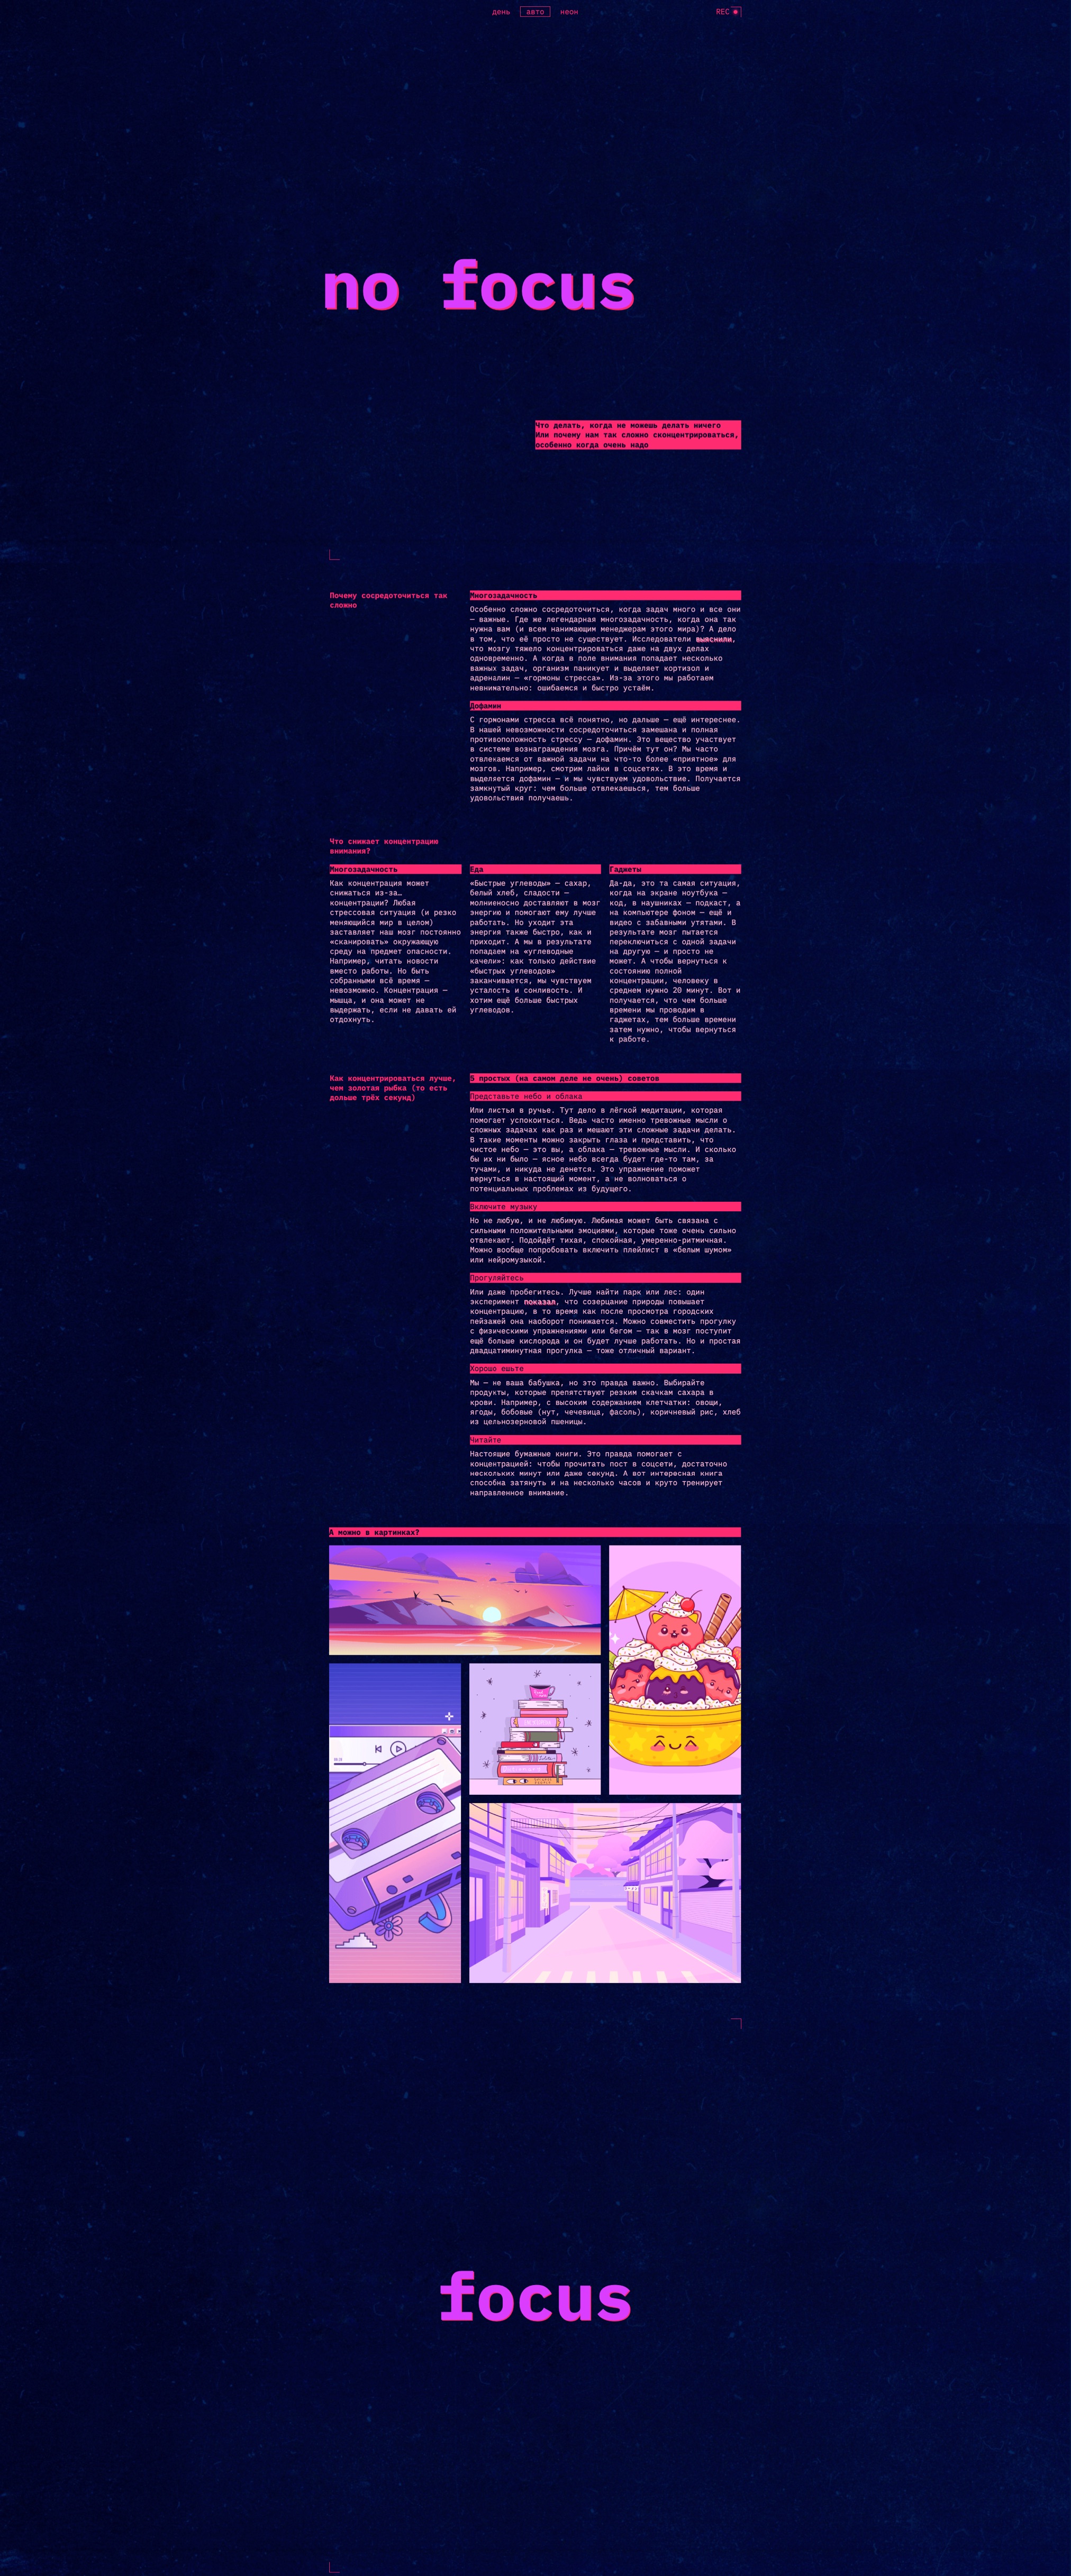 день авто неон REC
no focus
Что делать, когда не можешь делать ничего
Или почему нам так сложно сконцентрироваться,
особенно когда очень надо
Почему сосредоточиться так
сложно
Многозадачность
Особенно сложно сосредоточиться, когда задач много и все они
— важные. Где же легендарная многозадачность, когда она так
нужна вам (и всем нанимающим менеджерам этого мира)? А дело
в том, что её просто не существует. Исследователи выяснили,
что мозгу тяжело концентрироваться даже на двух делах
одновременно. А когда в поле внимания попадает несколько
важных задач, организм паникует и выделяет кортизол и
адреналин — «гормоны стресса». Из-за этого мы работаем
невнимательно: ошибаемся и быстро устаём.
Дофамин
С гормонами стресса всё понятно, но дальше — ещё интереснее.
В нашей невозможности сосредоточиться замешана и полная
противоположность стрессу — дофамин. Это вещество участвует
в системе вознаграждения мозга. Причём тут он? Мы часто
отвлекаемся от важной задачи на что-то более «приятное» для
мозгов. Например, смотрим лайки в соцсетях. В это время и
выделяется дофамин — и мы чувствуем удовольствие. Получается
замкнутый круг: чем больше отвлекаешься, тем больше
удовольствия получаешь.
Что снижает концентрацию
внимания?
Многозадачность
Как концентрация может
снижаться из-за…
концентрации? Любая
стрессовая ситуация (и резко
меняющийся мир в целом)
заставляет наш мозг постоянно
«сканировать» окружающую
среду на предмет опасности.
Например, читать новости
вместо работы. Но быть
собранными всё время —
невозможно. Концентрация —
мышца, и она может не
выдержать, если не давать ей
отдохнуть.
Еда
«Быстрые углеводы» — сахар,
белый хлеб, сладости —
молниеносно доставляют в мозг
энергию и помогают ему лучше
работать. Но уходит эта
энергия также быстро, как и
приходит. А мы в результате
попадаем на «углеводные
качели»: как только действие
«быстрых углеводов»
заканчивается, мы чувствуем
усталость и сонливость. И
хотим ещё больше быстрых
углеводов.
Гаджеты
Да-да, это та самая ситуация,
когда на экране ноутбука —
код, в наушниках — подкаст, а
на компьютере фоном — ещё и
видео с забавными утятами. В
результате мозг пытается
переключиться с одной задачи
на другую — и просто не
может. А чтобы вернуться к
состоянию полной
концентрации, человеку в
среднем нужно 20 минут. Вот и
получается, что чем больше
времени мы проводим в
гаджетах, тем больше времени
затем нужно, чтобы вернуться
к работе.
Как концентрироваться лучше,
чем золотая рыбка (то есть
дольше трёх секунд)
5 простых (на самом деле не очень) советов
Представьте небо и облака
Или листья в ручье. Тут дело в лёгкой медитации, которая
помогает успокоиться. Ведь часто именно тревожные мысли о
сложных задачах как раз и мешают эти сложные задачи делать.
В такие моменты можно закрыть глаза и представить, что
чистое небо — это вы, а облака — тревожные мысли. И сколько
бы их ни было — ясное небо всегда будет где-то там, за
тучами, и никуда не денется. Это упражнение поможет
вернуться в настоящий момент, а не волноваться о
потенциальных проблемах из будущего.
Включите музыку
Но не любую, и не любимую. Любимая может быть связана с
сильными положительными эмоциями, которые тоже очень сильно
отвлекают. Подойдёт тихая, спокойная, умеренно-ритмичная.
Можно вообще попробовать включить плейлист в «белым шумом»
или нейромузыкой.
Прогуляйтесь
Или даже пробегитесь. Лучше найти парк или лес: один
эксперимент показал, что созерцание природы повышает
концентрацию, в то время как после просмотра городских
пейзажей она наоборот понижается. Можно совместить прогулку
с физическими упражнениями или бегом — так в мозг поступит
ещё больше кислорода и он будет лучше работать. Но и простая
двадцатиминутная прогулка — тоже отличный вариант.
Хорошо ешьте
Мы — не ваша бабушка, но это правда важно. Выбирайте
продукты, которые препятствуют резким скачкам сахара в
крови. Например, с высоким содержанием клетчатки: овощи,
ягоды, бобовые (нут, чечевица, фасоль), коричневый рис, хлеб
из цельнозерновой пшеницы.
Читайте
Настоящие бумажные книги. Это правда помогает с
концентрацией: чтобы прочитать пост в соцсети, достаточно
нескольких минут или даже секунд. А вот интересная книга
способна затянуть и на несколько часов и круто тренирует
направленное внимание.
А можно в картинках?
focus